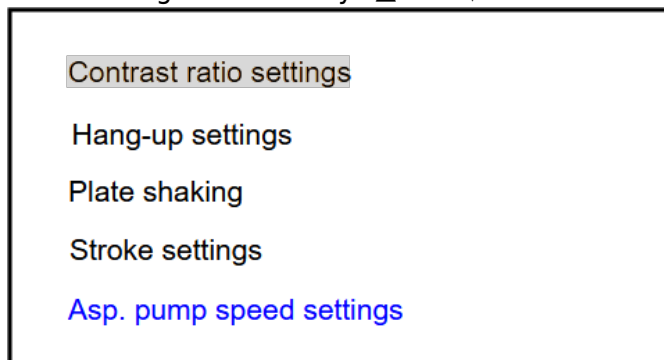 Contrast ratio settings
Hang-up settings
Plate shaking
Stroke settings
Asp. pump speed settings